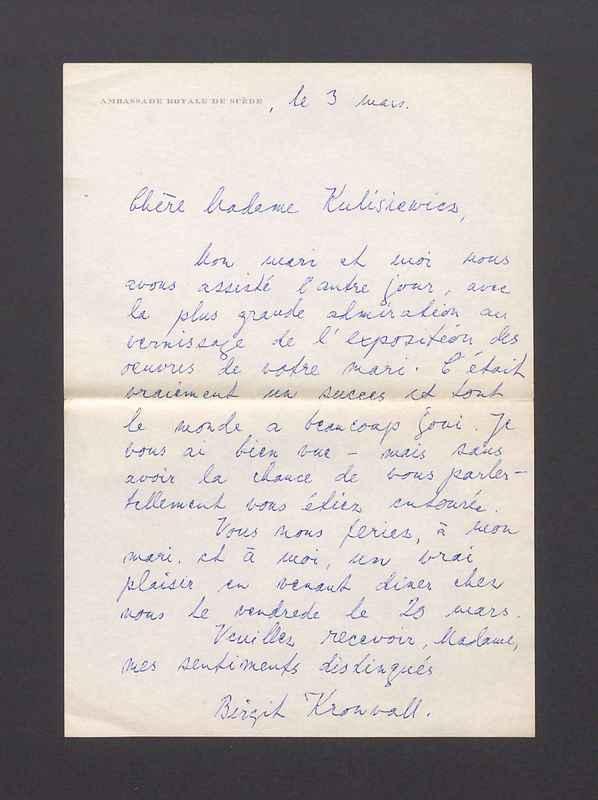 AMBASSADE ROYALE DE SUÈDE, le 3 mars.
Chère Madame Kulisiewicz,
Mon mari et moi nous
avons assisté l'autre jour, avec
la plus grande admiration au
vernissage de l'exposition des
oeuvres de votre mari. C'était
vraiement un succes et tout
le monde a beaucoup joui. Je
vous ai bien vue - mais sans
avoir la chance de vous parler -
tellement vous étiez entourée.
Vous nous feriez, à mon
mari. et à moi, un vrai
plaisir en venant diner chez
nous le vendrede le 20 mars.
Veuillez recevoir, Madame,
mes sentiments distingués
Birgit Kronvall.